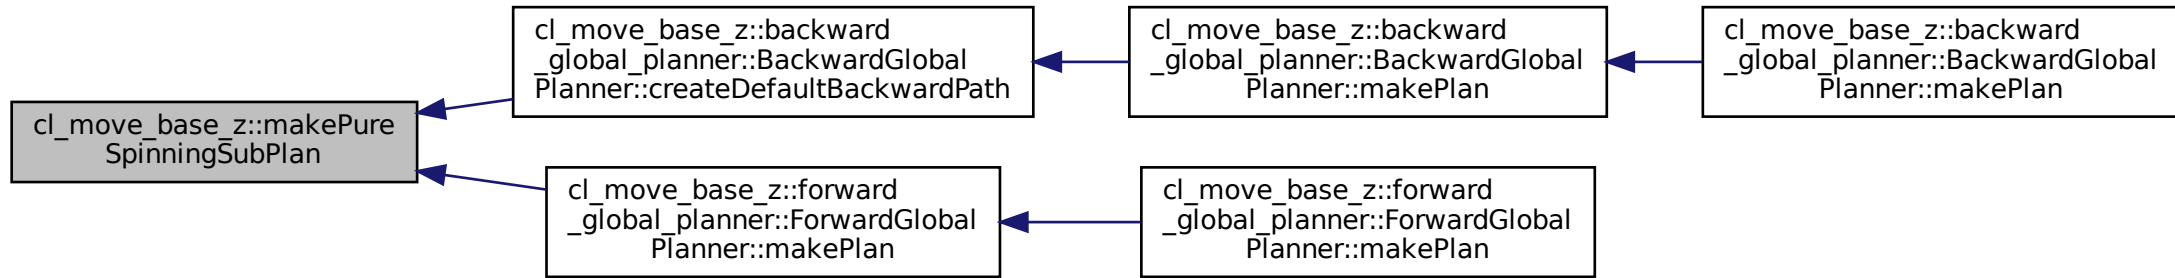 cl_move_base_z::makePure
SpinningSubPlan
cl_move_base_z::backward
_global_planner::BackwardGlobal
Planner::createDefaultBackwardPath
cl_move_base_z::backward
_global_planner::BackwardGlobal
Planner::makePlan
cl_move_base_z::backward
_global_planner::BackwardGlobal
Planner::makePlan
cl_move_base_z::forward
_global_planner::ForwardGlobal
Planner::makePlan
cl_move_base_z::forward
_global_planner::ForwardGlobal
Planner::makePlan